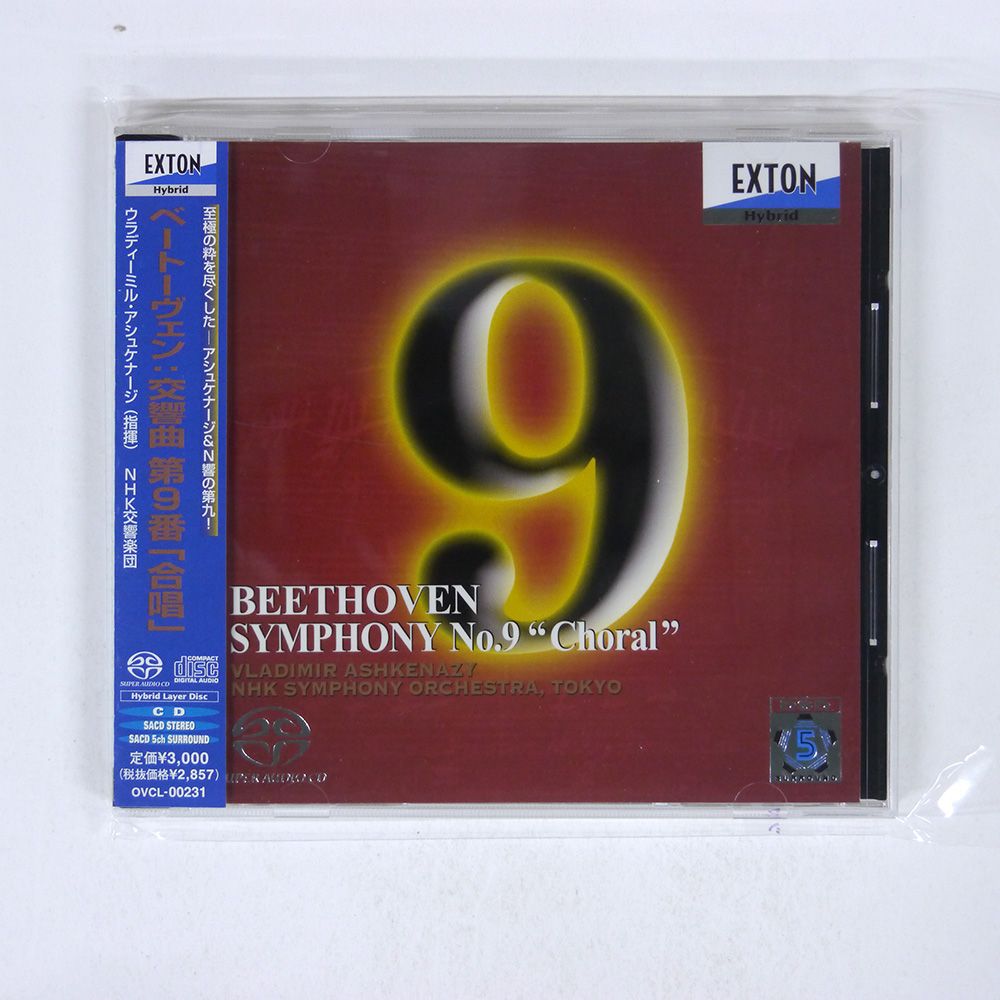 EXTON
Hybrid
至極の粋を尽くした―アシュケナージ&N響の第九!
ベートーヴェン:交響曲 第9番「合唱」
ウラディーミル・アシュケナージ(指揮) NHK交響楽団
SUPER AUDIO CD
COMPACT
disc
DIGITAL AUDIO
Hybrid Layer Disc
CD
SACD STEREO
SACD 5ch SURROUND
定価¥3,000
(税抜価格¥2,857)
OVCL-00231
EXTON
Hybrid
9
BEETHOVEN
SYMPHONY No.9 “Choral”
VLADIMIR ASHKENAZY
NHK SYMPHONY ORCHESTRA, TOKYO
SUPER AUDIO CD
5
SURROUND